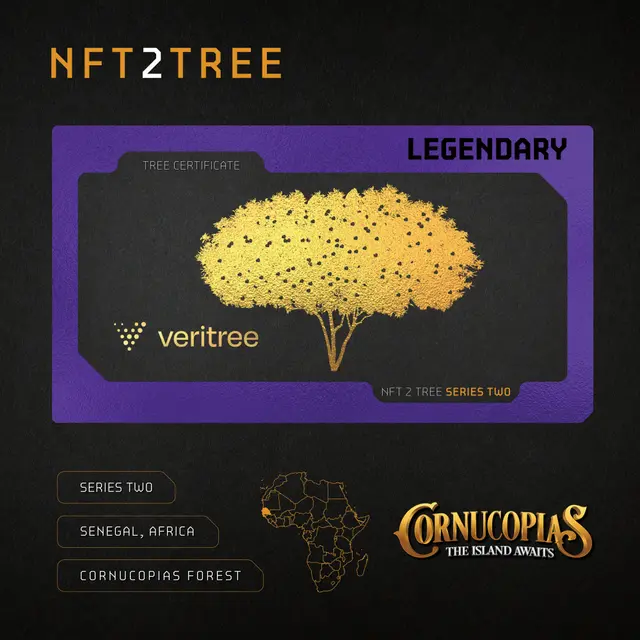 NFT2TREE
LEGENDARY
TREE CERTIFICATE
veritree
NFT 2 TREE SERIES TWO
SERIES TWO
SENEGAL, AFRICA
CORNUCOPIAS FOREST
CORNUCOPIAS
THE ISLAND AWAITS